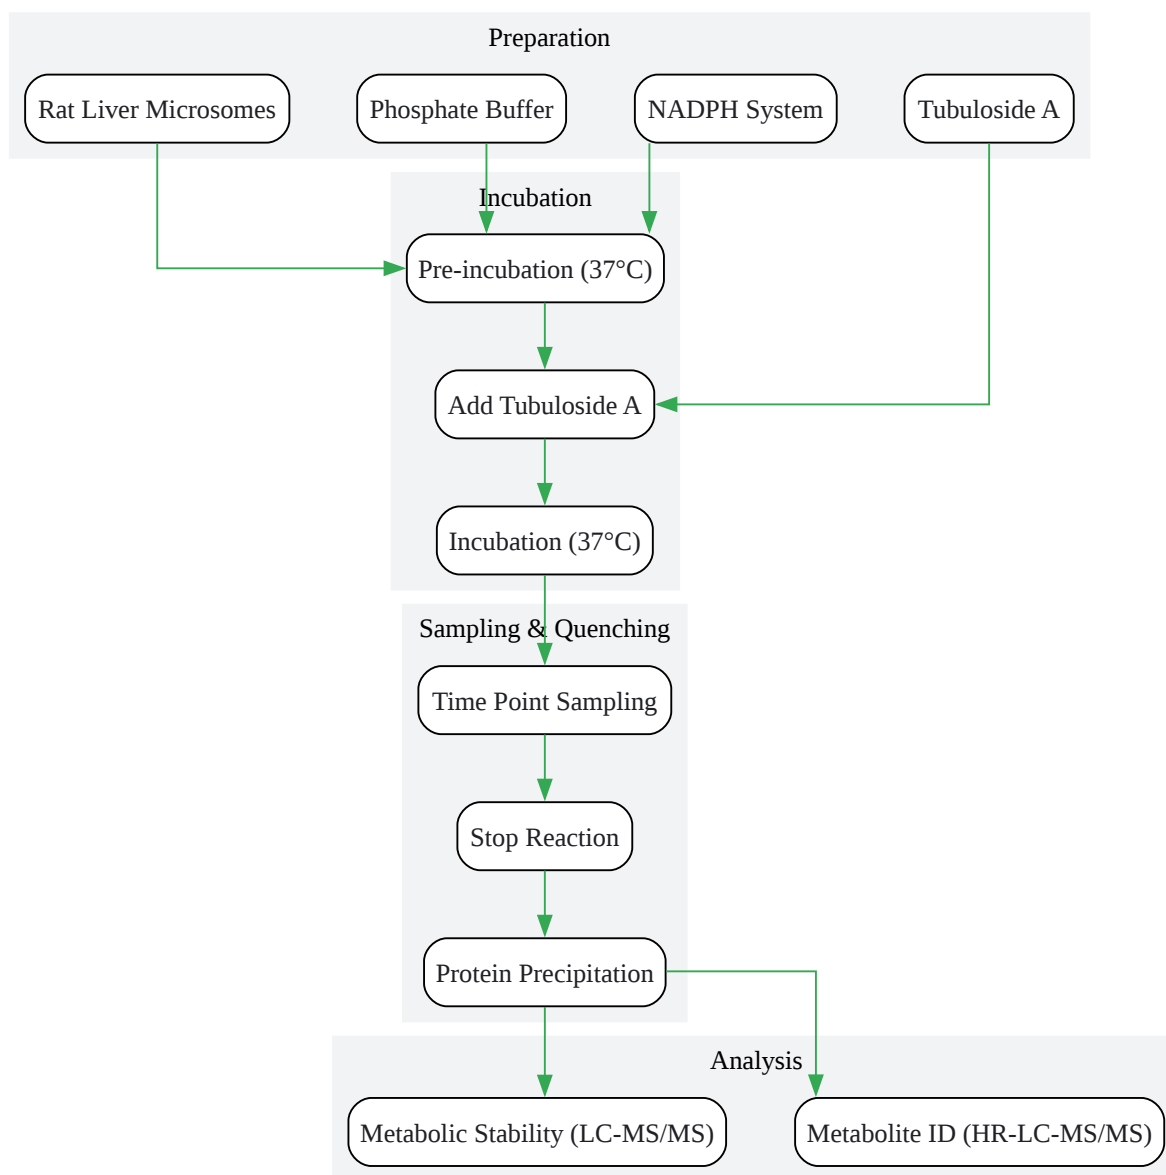 Preparation
Rat Liver Microsomes
Phosphate Buffer
NADPH System
Tubuloside A
Incubation
Pre-incubation (37°C)
Add Tubuloside A
Incubation (37°C)
Sampling & Quenching
Time Point Sampling
Stop Reaction
Protein Precipitation
Analysis
Metabolic Stability (LC-MS/MS)
Metabolite ID (HR-LC-MS/MS)